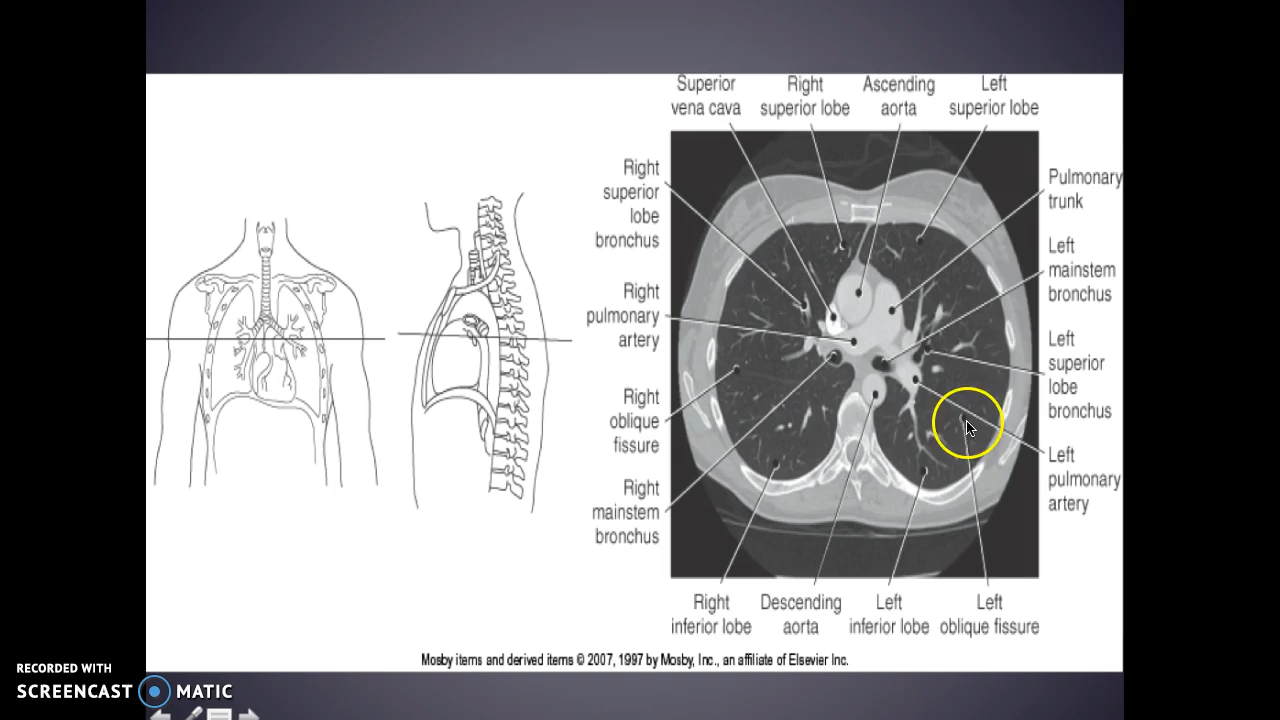 Superior
vena cava
Right
superior lobe
Ascending
aorta
Left
superior lobe
Right
superior
lobe
bronchus
Right
pulmonary
artery
Right
oblique
fissure
Right
mainstem
bronchus
Pulmonary
trunk
Left
mainstem
bronchus
Left
superior
lobe
bronchus
Left
pulmonary
artery
Right
inferior lobe
Descending
aorta
Left
inferior lobe
Left
oblique fissure
Mosby items and derived items © 2007, 1997 by Mosby, Inc., an affiliate of Elsevier Inc.
RECORDED WITH
SCREENCAST MATIC